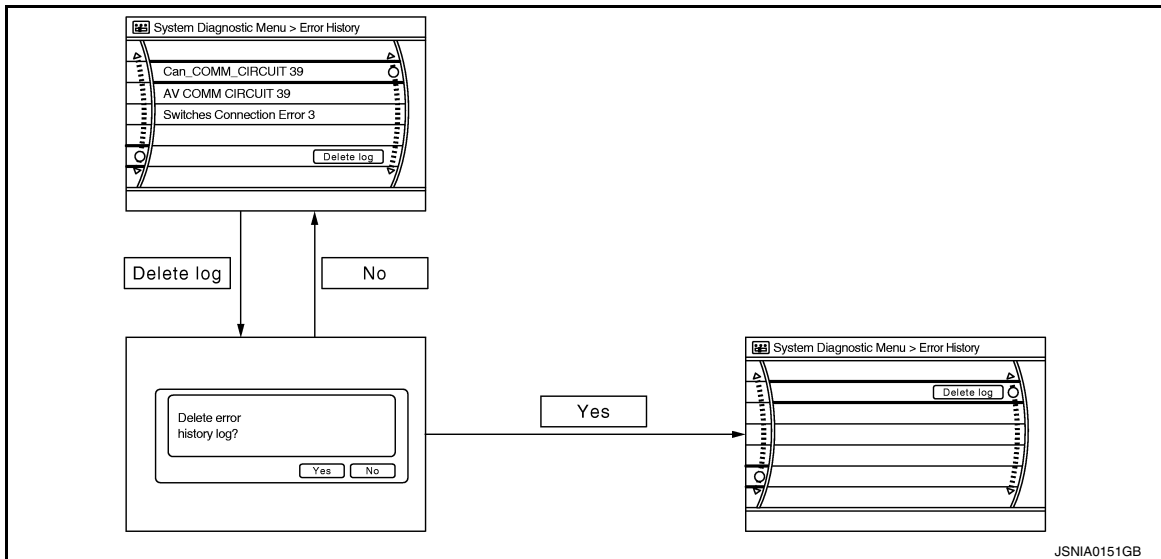 System Diagnostic Menu > Error History
Can_COMM_CIRCUIT 39
AV COMM CIRCUIT 39
Switches Connection Error 3
Delete log
Delete log
No
Delete error
history log?
Yes No
Yes
System Diagnostic Menu > Error History
Delete log
JSNIA0151GB